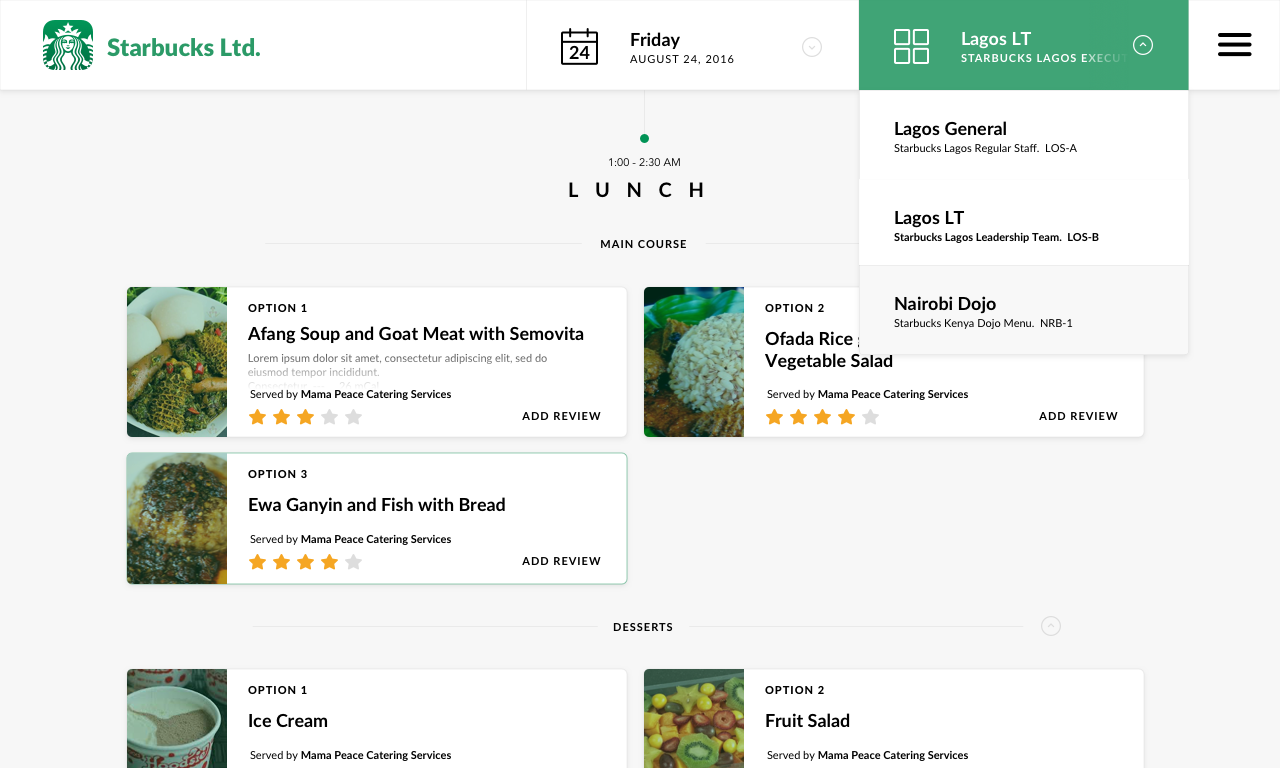 Starbucks Ltd.
24
Friday
AUGUST 24, 2016
Lagos LT
STARBUCKS LAGOS
Lagos General
Starbucks Lagos Regular Staff. LOS-A
Lagos LT
Starbucks Lagos Leadership Team. LOS-B
Nairobi Dojo
Starbucks Kenya Dojo Menu. NRB-1
1:00 - 2:30 AM
LUNCH
MAIN COURSE
OPTION 1
Afang Soup and Goat Meat with Semovita
Lorem ipsum dolor sit amet, consectetur adipiscing elit, sed do
eiusmod tempor incididunt.
Served by Mama Peace Catering Services
ADD REVIEW
OPTION 2
Ofada Rice
Vegetable Salad
Served by Mama Peace Catering Services
ADD REVIEW
OPTION 3
Ewa Ganyin and Fish with Bread
Served by Mama Peace Catering Services
ADD REVIEW
DESSERTS
OPTION 1
Ice Cream
Served by Mama Peace Catering Services
OPTION 2
Fruit Salad
Served by Mama Peace Catering Services